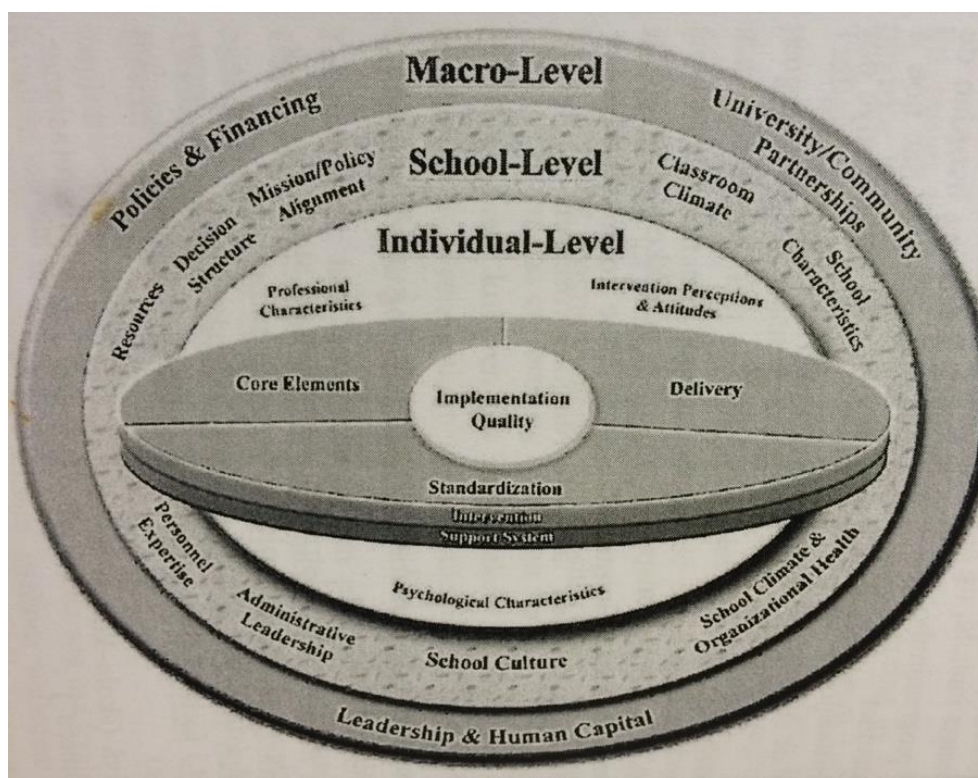 Macro-Level
Policies & Financing
University/Community
Partnerships
School-Level
Mission/Policy
Alignment
Decision
Structure
Resources
Classroom
Climate
School
Characteristics
Individual-Level
Professional
Characteristics
Intervention Perceptions
& Attitudes
Core Elements
Implementation
Quality
Delivery
Standardization
Intervention
Support System
Psychological Characteristics
Personnel
Expertise
Administrative
Leadership
School Culture
School Climate &
Organizational Health
Leadership & Human Capital